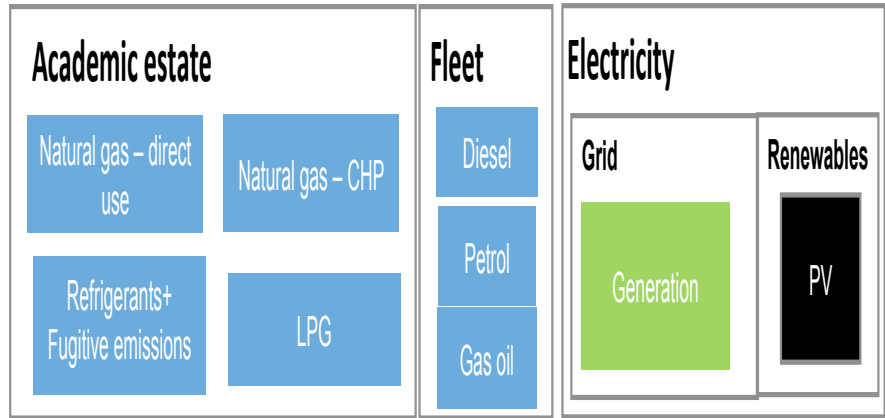 Academic estate
Natural gas – direct
use
Natural gas – CHP
Refrigerants+
Fugitive emissions
LPG
Fleet
Diesel
Petrol
Gas oil
Electricity
Grid
Generation
Renewables
PV